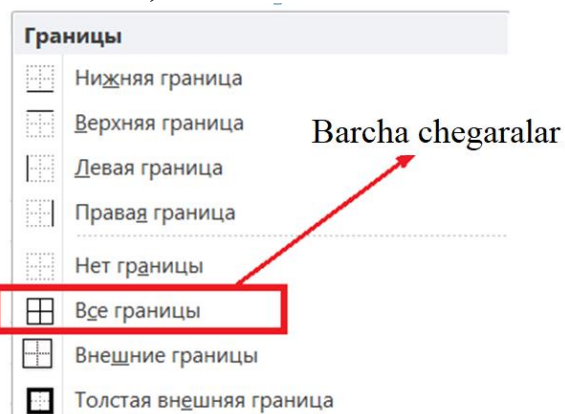 Границы
Нижняя граница
Верхняя граница
Barcha chegaralar
Левая граница
Правая граница
Нет границы
Все границы
Внешние границы
Толстая внешняя граница